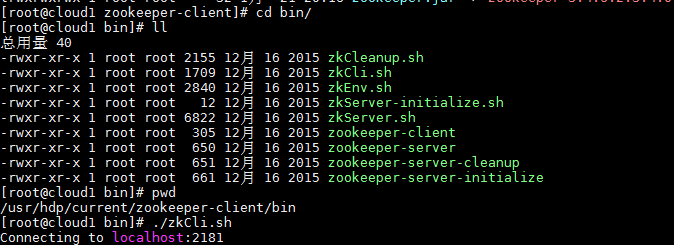 [root@cloud1 zookeeper-client]# cd bin/
[root@cloud1 bin]# ll
总用量 40
-rwxr-xr-x 1 root root 2155 12月 16 2015 zkCleanup.sh
-rwxr-xr-x 1 root root 1709 12月 16 2015 zkCli.sh
-rwxr-xr-x 1 root root 2840 12月 16 2015 zkEnv.sh
-rwxr-xr-x 1 root root   12 12月 16 2015 zkServer-initialize.sh
-rwxr-xr-x 1 root root 6822 12月 16 2015 zkServer.sh
-rwxr-xr-x 1 root root  305 12月 16 2015 zookeeper-client
-rwxr-xr-x 1 root root  650 12月 16 2015 zookeeper-server
-rwxr-xr-x 1 root root  651 12月 16 2015 zookeeper-server-cleanup
-rwxr-xr-x 1 root root  661 12月 16 2015 zookeeper-server-initialize
[root@cloud1 bin]# pwd
/usr/hdp/current/zookeeper-client/bin
[root@cloud1 bin]# ./zkCli.sh
Connecting to localhost:2181